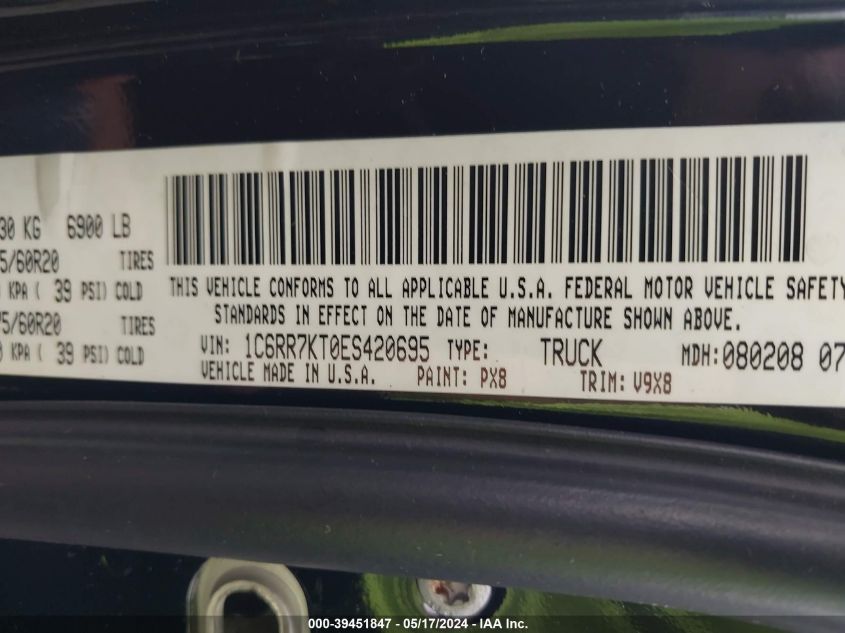 30 KG 6900 LB
5/60R20 TIRES
KPA ( 39 PSI) COLD
5/60R20 TIRES
0 KPA ( 39 PSI) COLD
THIS VEHICLE CONFORMS TO ALL APPLICABLE U.S.A. FEDERAL MOTOR VEHICLE SAFETY
STANDARDS IN EFFECT ON THE DATE OF MANUFACTURE SHOWN ABOVE.
VIN: 1C6RR7KT0ES420695 TYPE: TRUCK MDH: 080208 07
VEHICLE MADE IN U.S.A. PAINT: PX8 TRIM: V9X8
000-39451847 - 05/17/2024 - IAA Inc.